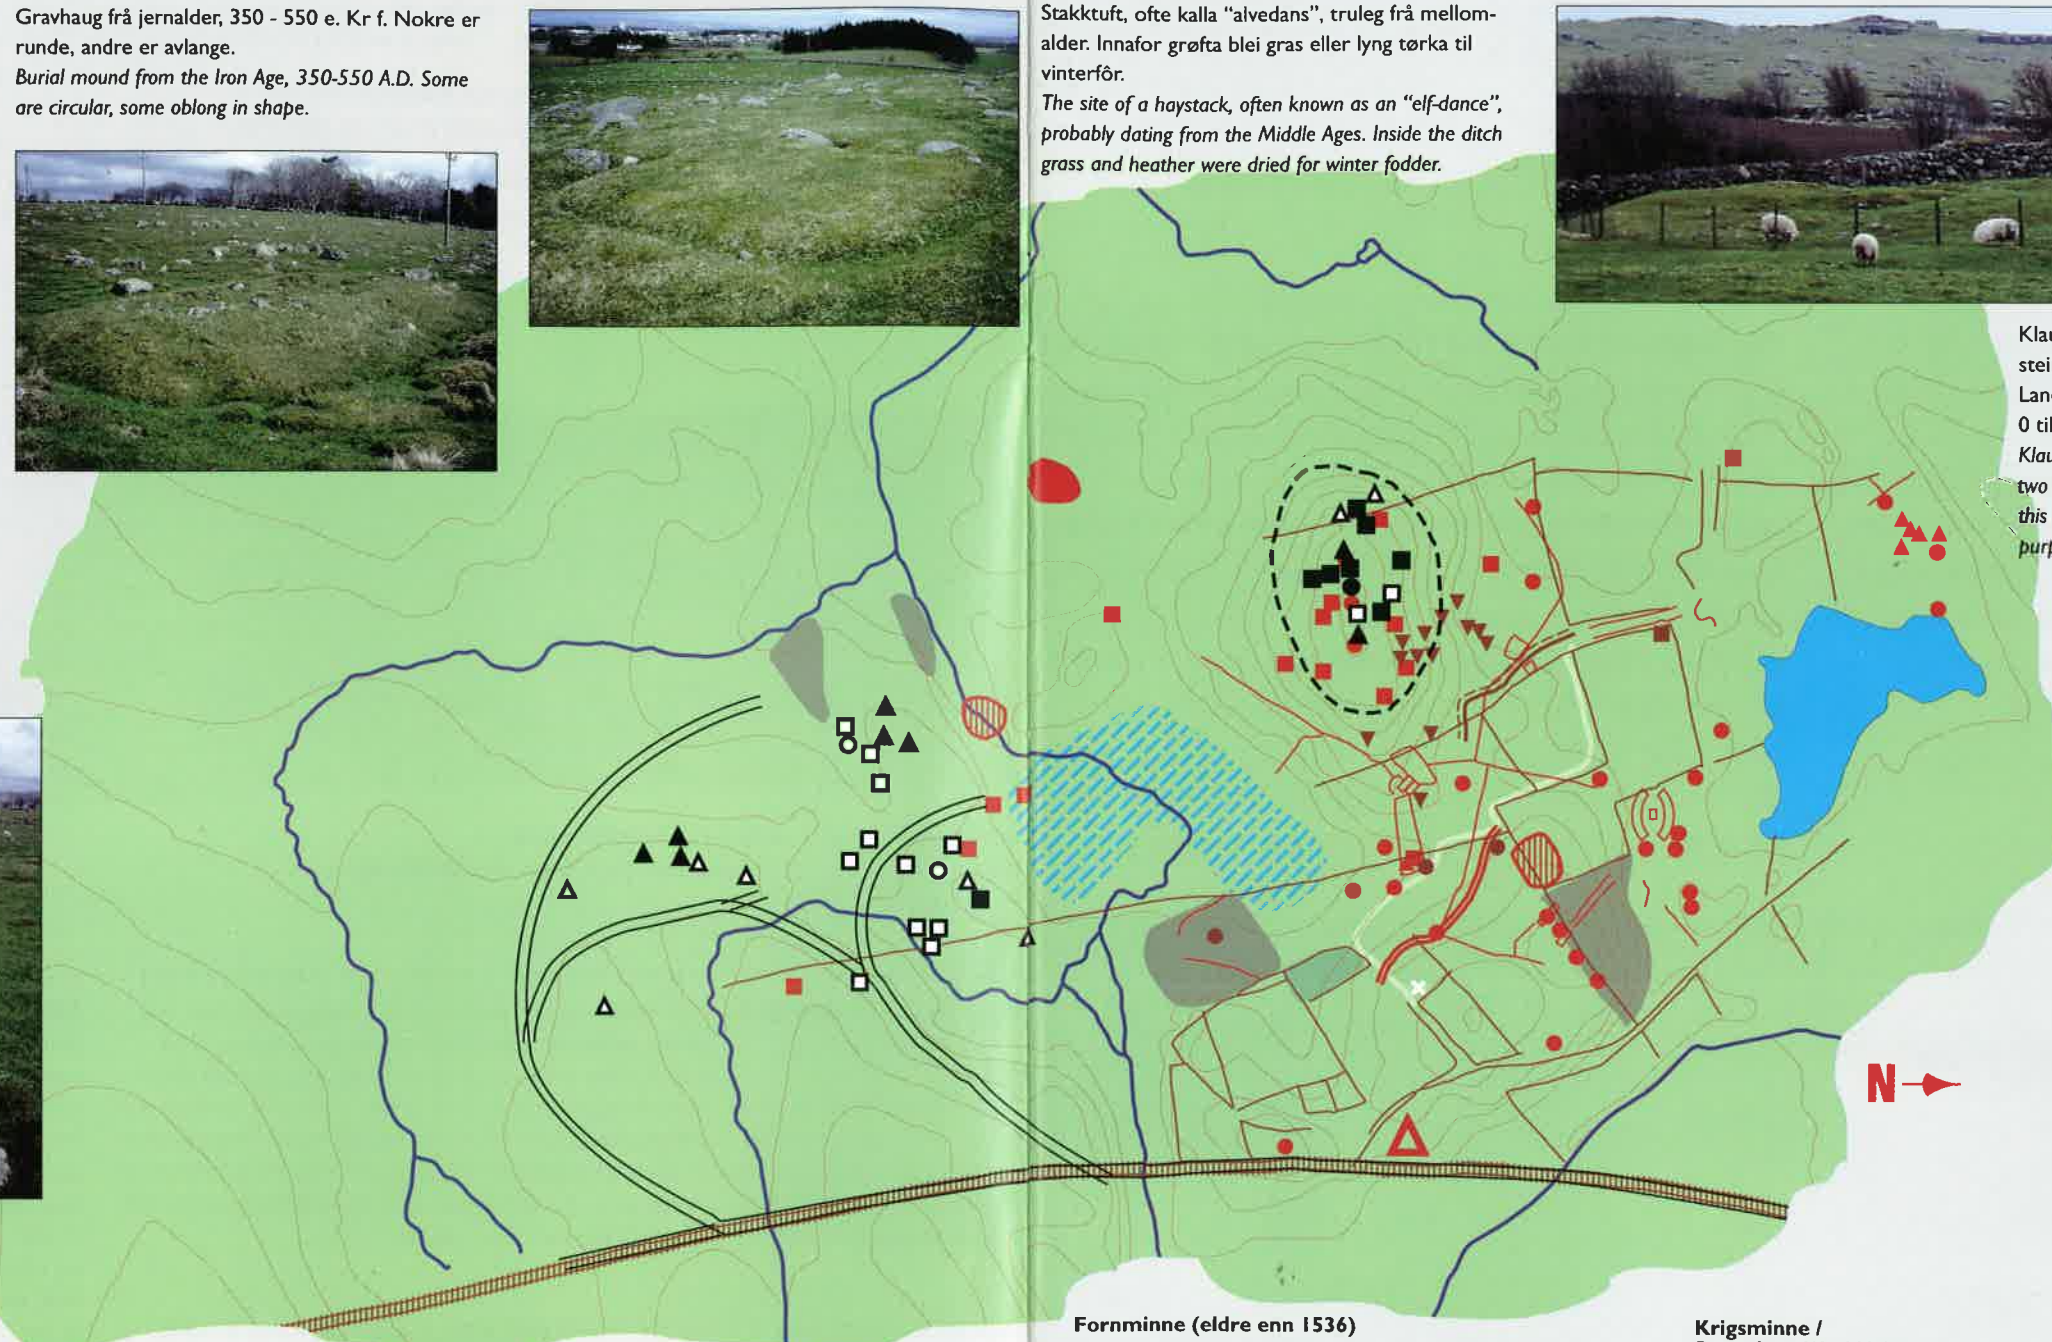 Gravhaug frå jernalder, 350 - 550 e. Kr f. Nokre er
runde, andre er avlange.
Burial mound from the Iron Age, 350-550 A.D. Some
are circular, some oblong in shape.
Stakktuft, ofte kalla "alvedans", truleg frå mellom-
alder. Innafor grøfta blei gras eller lyng tørka til
vinterfôr.
The site of a haystack, often known as an "elf-dance",
probably dating from the Middle Ages. Inside the ditch
grass and heather were dried for winter fodder.
0 til
two
this
N
Fornminne (eldre enn 1536)
Krigsminne /